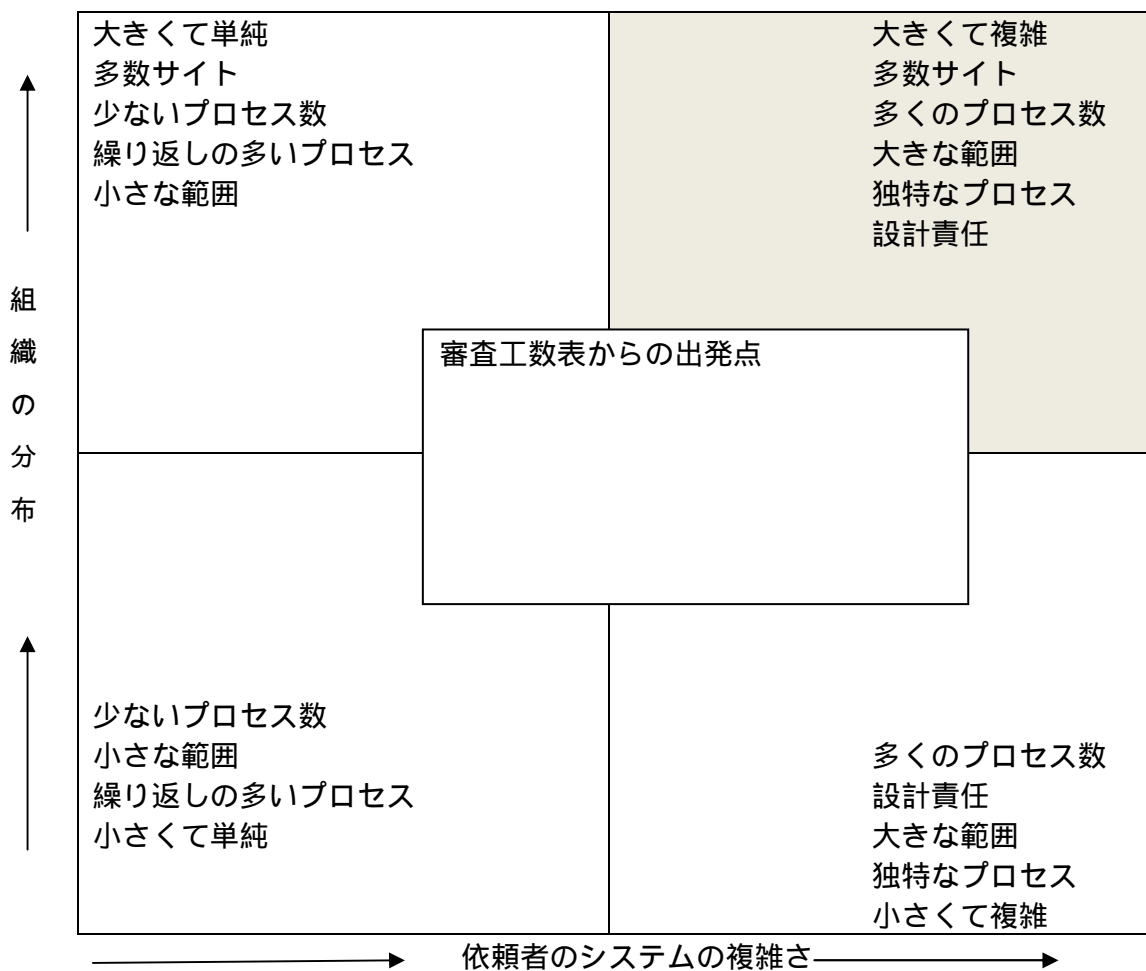 大きくて単純
多数サイト
少ないプロセス数
繰り返しの多いプロセス
小さな範囲
大きくて複雑
多数サイト
多くのプロセス数
大きな範囲
独特なプロセス
設計責任
組織の分布
審査工数表からの出発点
少ないプロセス数
小さな範囲
繰り返しの多いプロセス
小さくて単純
多くのプロセス数
設計責任
大きな範囲
独特なプロセス
小さくて複雑
依頼者のシステムの複雑さ